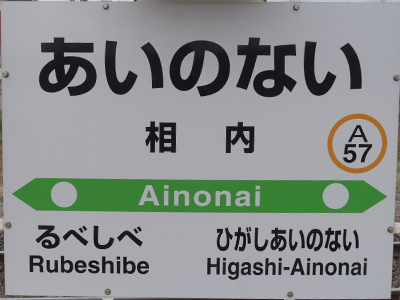 あいのない
相内
A
57
Ainonai
るべしべ
Rubeshibe
ひがしあいのない
Higashi-Ainonai